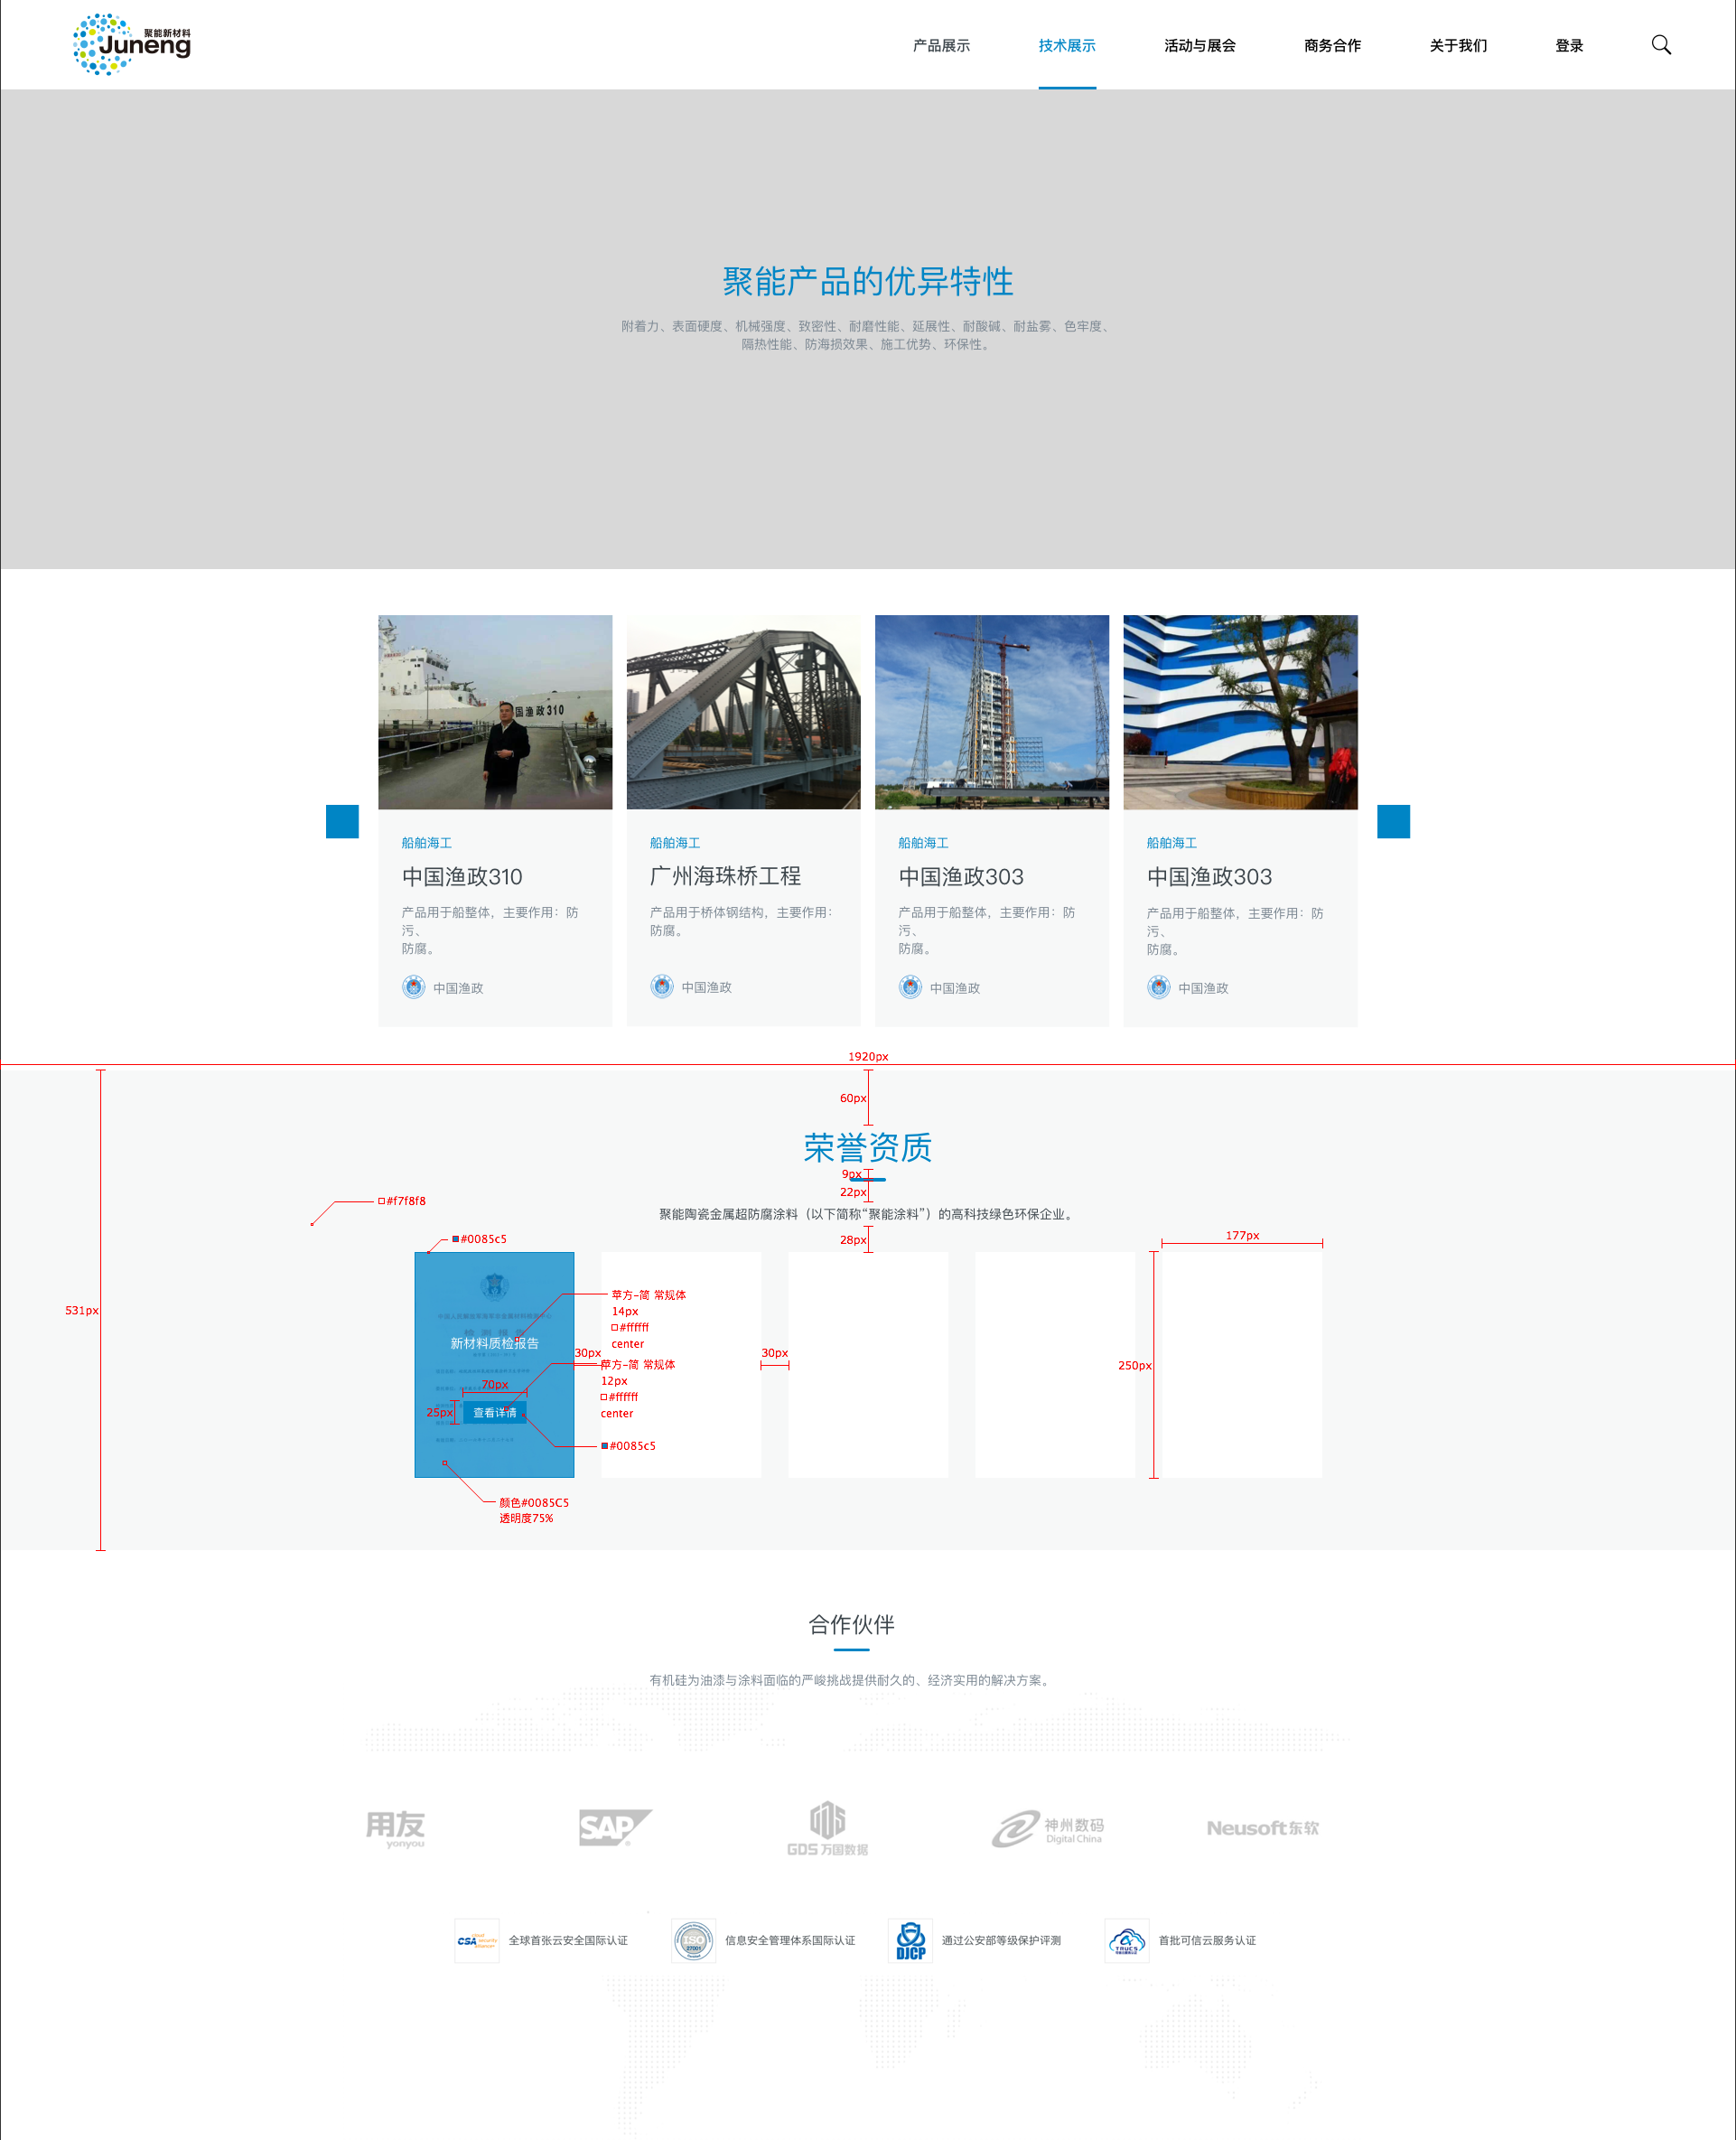 聚能新材料
Juneng
产品展示
技术展示
活动与展会
商务合作
关于我们
登录
聚能产品的优异特性
附着力、表面硬度、机械强度、致密性、耐磨性能、延展性、耐酸碱、耐盐雾、色牢度、
隔热性能、防海损效果、施工优势、环保性。
国渔政310
船舶海工
中国渔政310
产品用于船整体，主要作用：防
污、
防腐。
中国渔政
船舶海工
广州海珠桥工程
产品用于桥体钢结构，主要作用：
防腐。
中国渔政
船舶海工
中国渔政303
产品用于船整体，主要作用：防
污、
防腐。
中国渔政
船舶海工
中国渔政303
产品用于船整体，主要作用：防
污、
防腐。
中国渔政
1920px
60px
荣誉资质
9px
22px
#f7f8f8
聚能陶瓷金属超防腐涂料（以下简称“聚能涂料”）的高科技绿色环保企业。
#0085c5
28px
177px
531px
苹方-简 常规体
14px
#ffffff
center
新材料质检报告
30px
30px
苹方-简 常规体
12px
#ffffff
center
250px
70px
25px
查看详情
#0085c5
颜色#0085C5
透明度75%
合作伙伴
有机硅为油漆与涂料面临的严峻挑战提供耐久的、经济实用的解决方案。
用友
yonyou
SAP
GDS 万国数据
神州数码
Digital China
Neusoft东软
CSA
全球首张云安全国际认证
ISO
27001
信息安全管理体系国际认证
DJCP
通过公安部等级保护评测
TRUCS
首批可信云服务认证